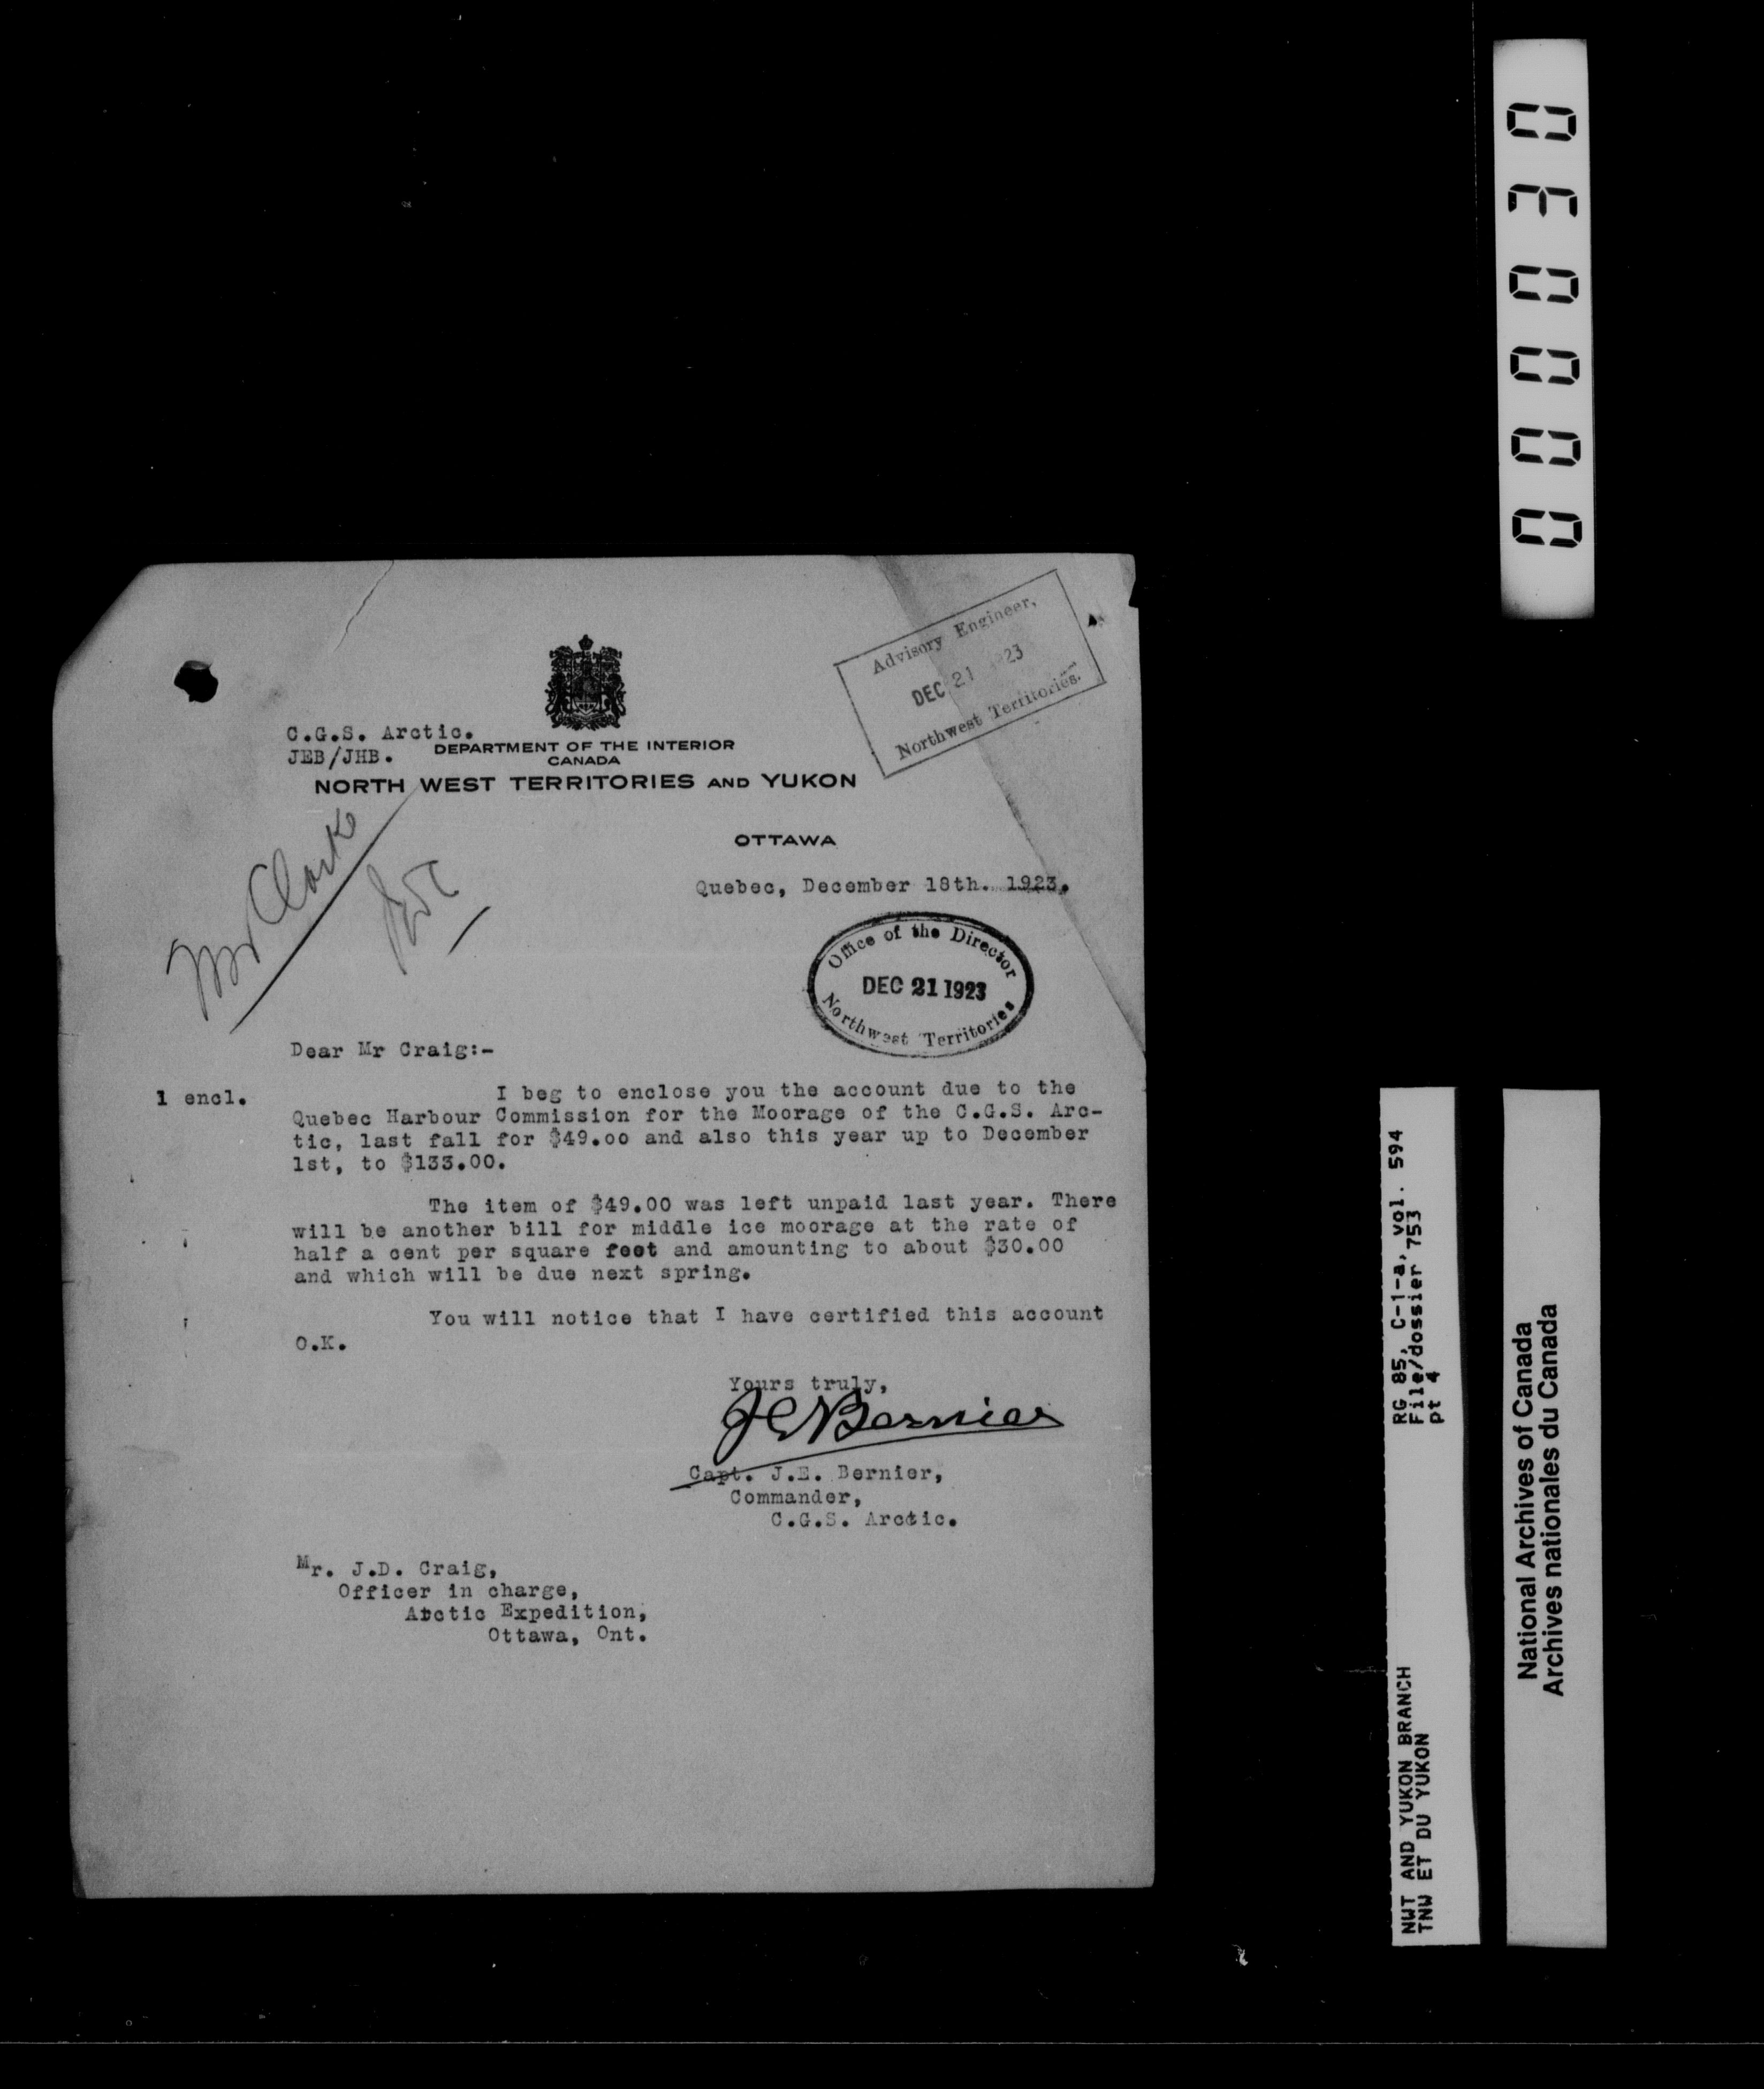 C.G.S. Arctic.
JEB/JHB.
DEPARTMENT OF THE INTERIOR
CANADA
NORTH WEST TERRITORIES AND YUKON
OTTAWA
Advisory Engineer,
DEC 21 1923
Northwest Territories.
Mr Clarke
Quebec, December 18th. 1923.
Office of the Director
DEC 21 1923
Northwest Territories
Dear Mr Craig:-
1 encl.
I beg to enclose you the account due to the
Quebec Harbour Commission for the Moorage of the C.G.S. Arc-
tic, last fall for $49.oo and also this year up to December
1st, to $133.00.
The item of $49.00 was left unpaid last year. There
will be another bill for middle ice moorage at the rate of
half a cent per square feet and amounting to about $30.00
and which will be due next spring.
You will notice that I have certified this account
O.K.
Yours truly,
JEBernier
Capt. J.E. Bernier,
Commander,
C.G.S. Arctic.
Mr. J.D. Craig,
Officer in charge,
Arctic Expedition,
Ottawa, Ont.
000030
RG 85, C-1-a, vol. 594
File/dossier 753
pt 4
NWT AND YUKON BRANCH
TNW ET DU YUKON
National Archives of Canada
Archives nationales du Canada